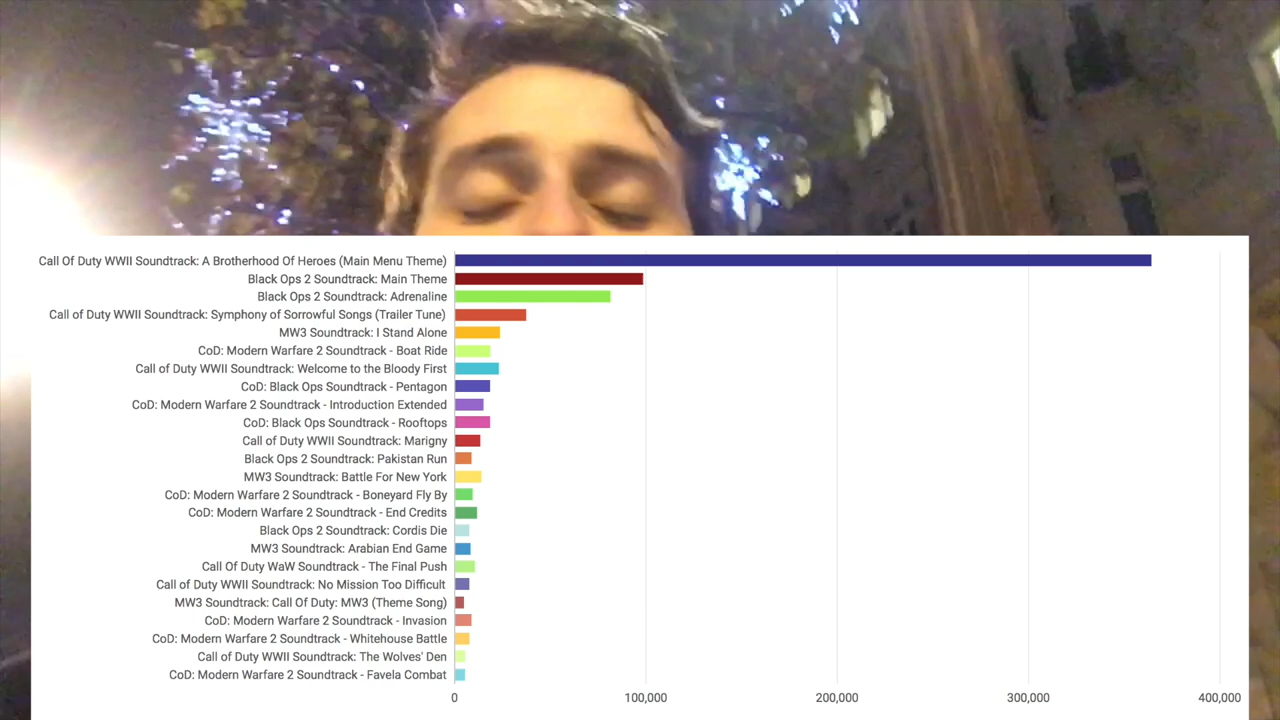 Call Of Duty WWII Soundtrack: A Brotherhood Of Heroes (Main Menu Theme)
Black Ops 2 Soundtrack: Main Theme
Black Ops 2 Soundtrack: Adrenaline
Call of Duty WWII Soundtrack: Symphony of Sorrowful Songs (Trailer Tune)
MW3 Soundtrack: I Stand Alone
CoD: Modern Warfare 2 Soundtrack - Boat Ride
Call of Duty WWII Soundtrack: Welcome to the Bloody First
CoD: Black Ops Soundtrack - Pentagon
CoD: Modern Warfare 2 Soundtrack - Introduction Extended
CoD: Black Ops Soundtrack - Rooftops
Call of Duty WWII Soundtrack: Marigny
Black Ops 2 Soundtrack: Pakistan Run
MW3 Soundtrack: Battle For New York
CoD: Modern Warfare 2 Soundtrack - Boneyard Fly By
CoD: Modern Warfare 2 Soundtrack - End Credits
Black Ops 2 Soundtrack: Cordis Die
MW3 Soundtrack: Arabian End Game
Call Of Duty WaW Soundtrack - The Final Push
Call of Duty WWII Soundtrack: No Mission Too Difficult
MW3 Soundtrack: Call Of Duty: MW3 (Theme Song)
CoD: Modern Warfare 2 Soundtrack - Invasion
CoD: Modern Warfare 2 Soundtrack - Whitehouse Battle
Call of Duty WWII Soundtrack: The Wolves' Den
CoD: Modern Warfare 2 Soundtrack - Favela Combat
0 100,000 200,000 300,000 400,000